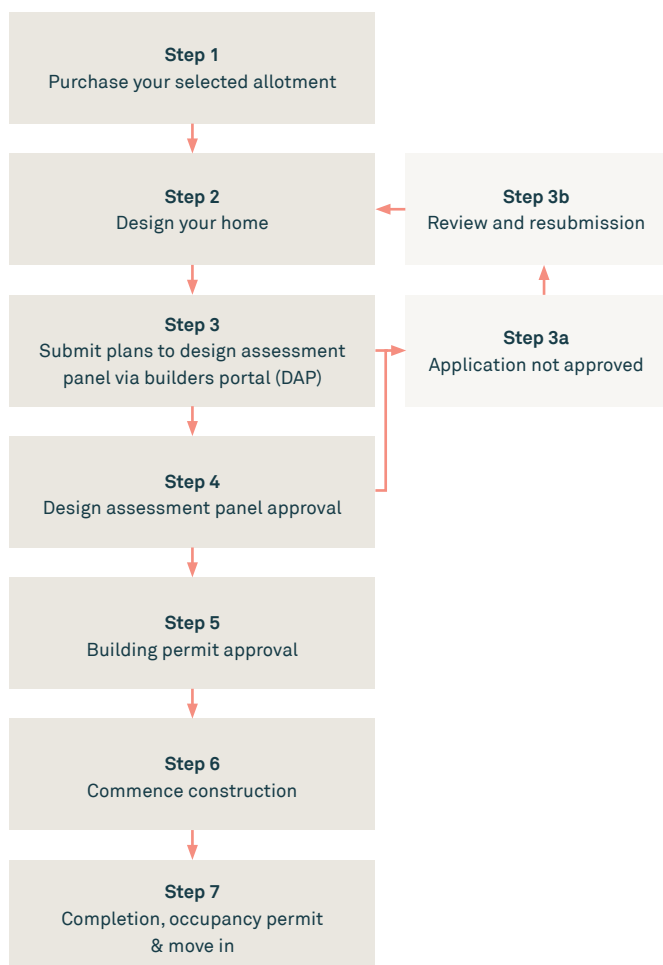 Step 1
Purchase your selected allotment
Step 2
Design your home
Step 3b
Review and resubmission
Step 3
Submit plans to design assessment
panel via builders portal (DAP)
Step 3a
Application not approved
Step 4
Design assessment panel approval
Step 5
Building permit approval
Step 6
Commence construction
Step 7
Completion, occupancy permit
& move in